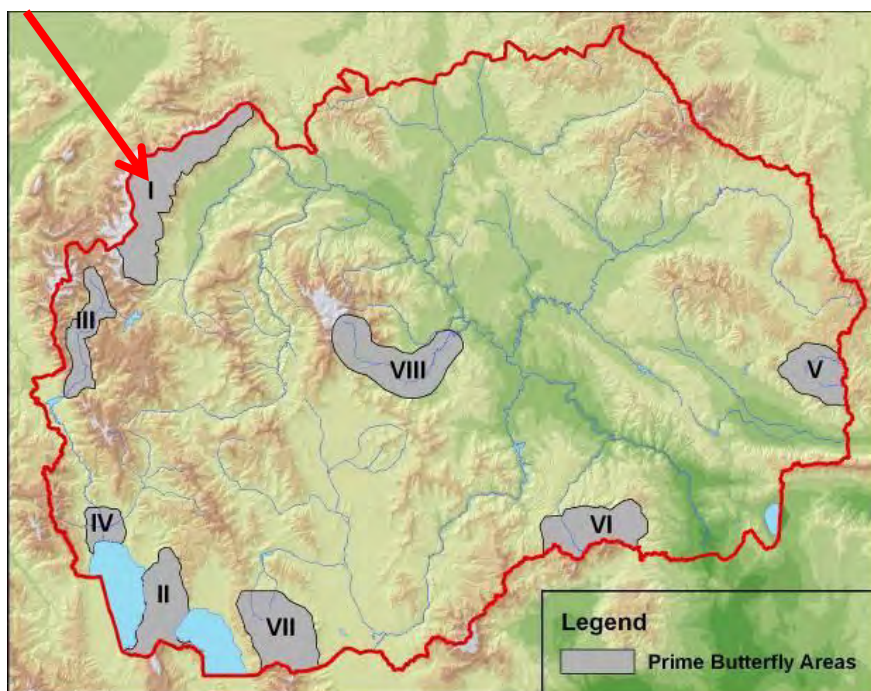 I
III
VIII
V
IV
VI
II
VII
Legend
Prime Butterfly Areas